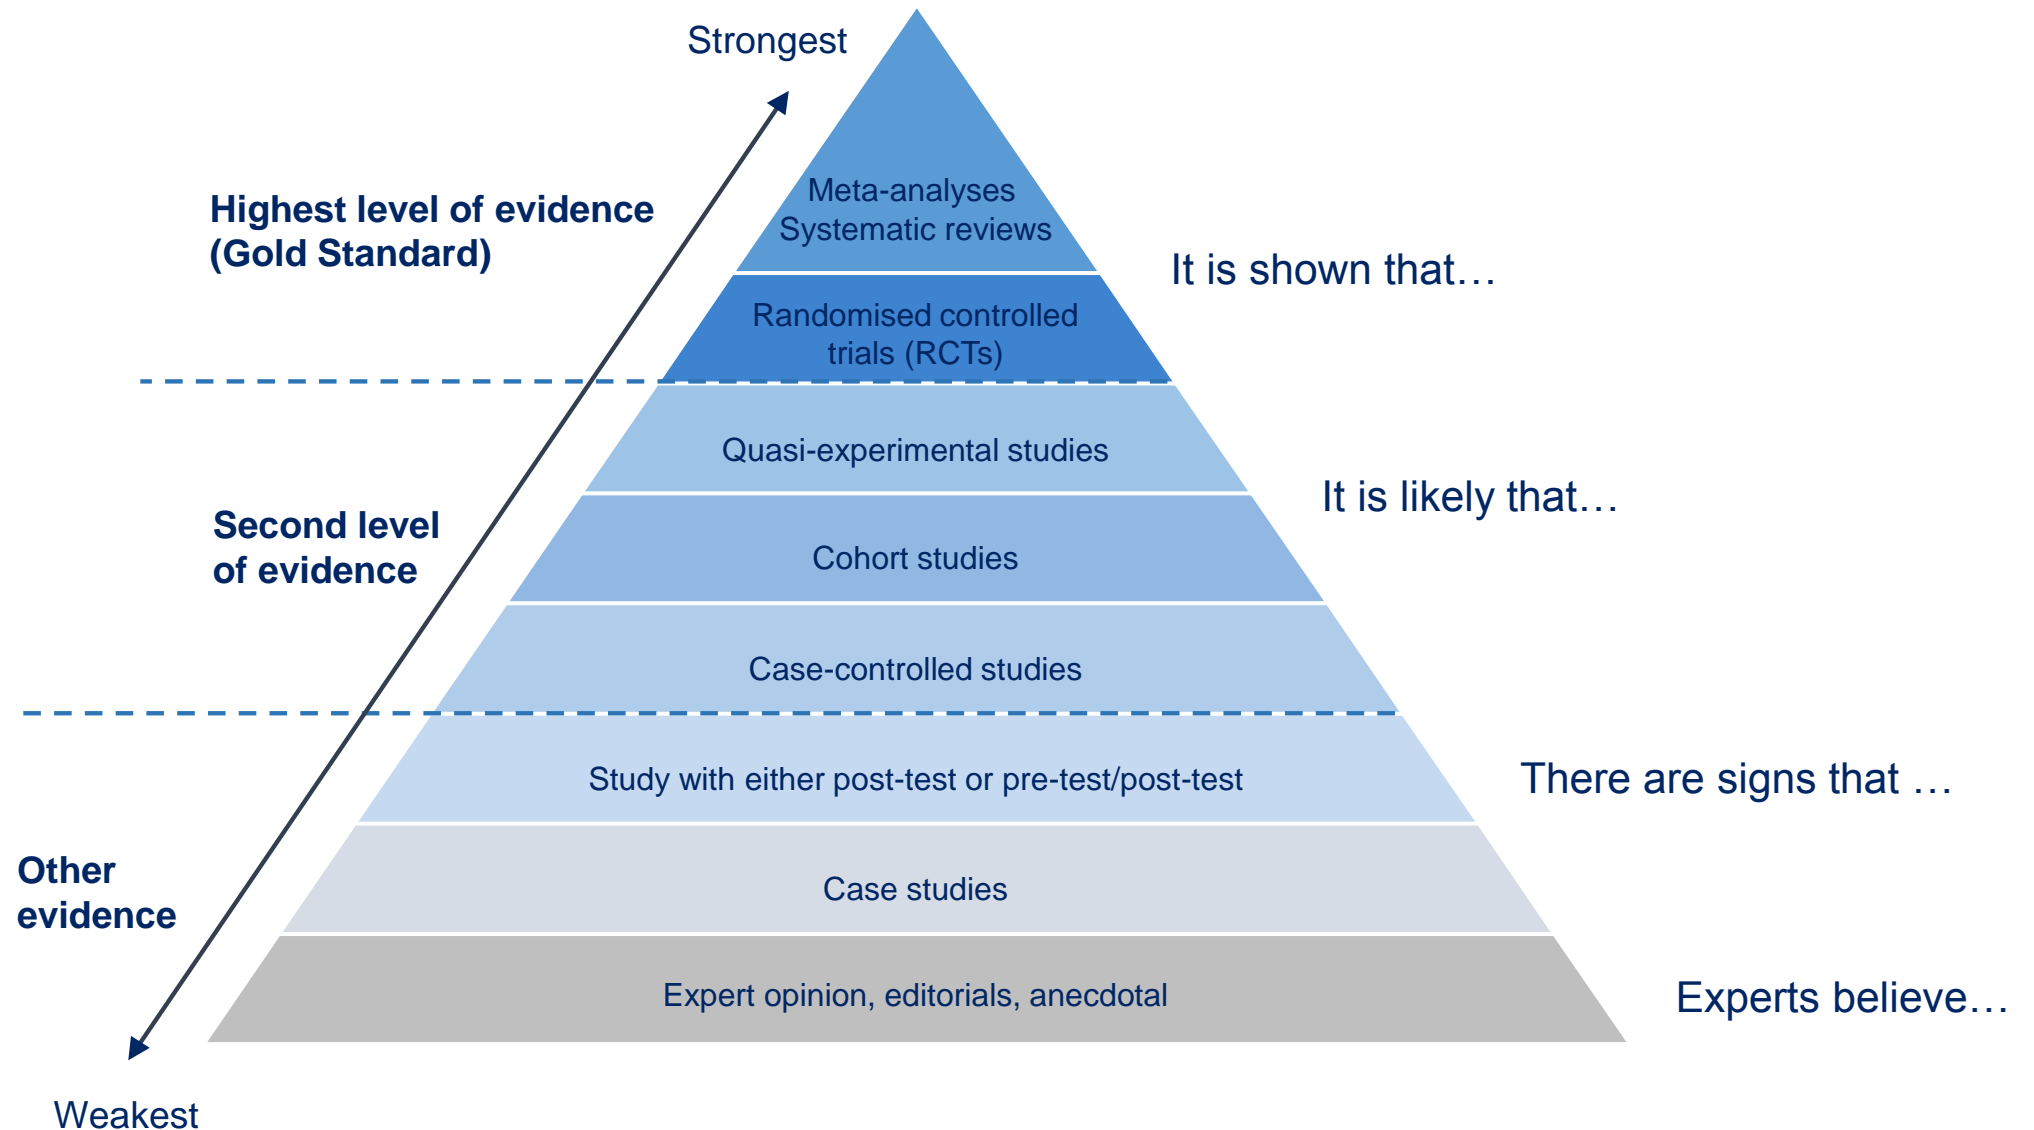 Strongest
Meta-analyses
Systematic reviews
Highest level of evidence
(Gold Standard)
It is shown that…
Randomised controlled
trials (RCTs)
Quasi-experimental studies
It is likely that…
Second level
of evidence
Cohort studies
Case-controlled studies
Study with either post-test or pre-test/post-test
There are signs that …
Other
evidence
Case studies
Expert opinion, editorials, anecdotal
Experts believe…
Weakest